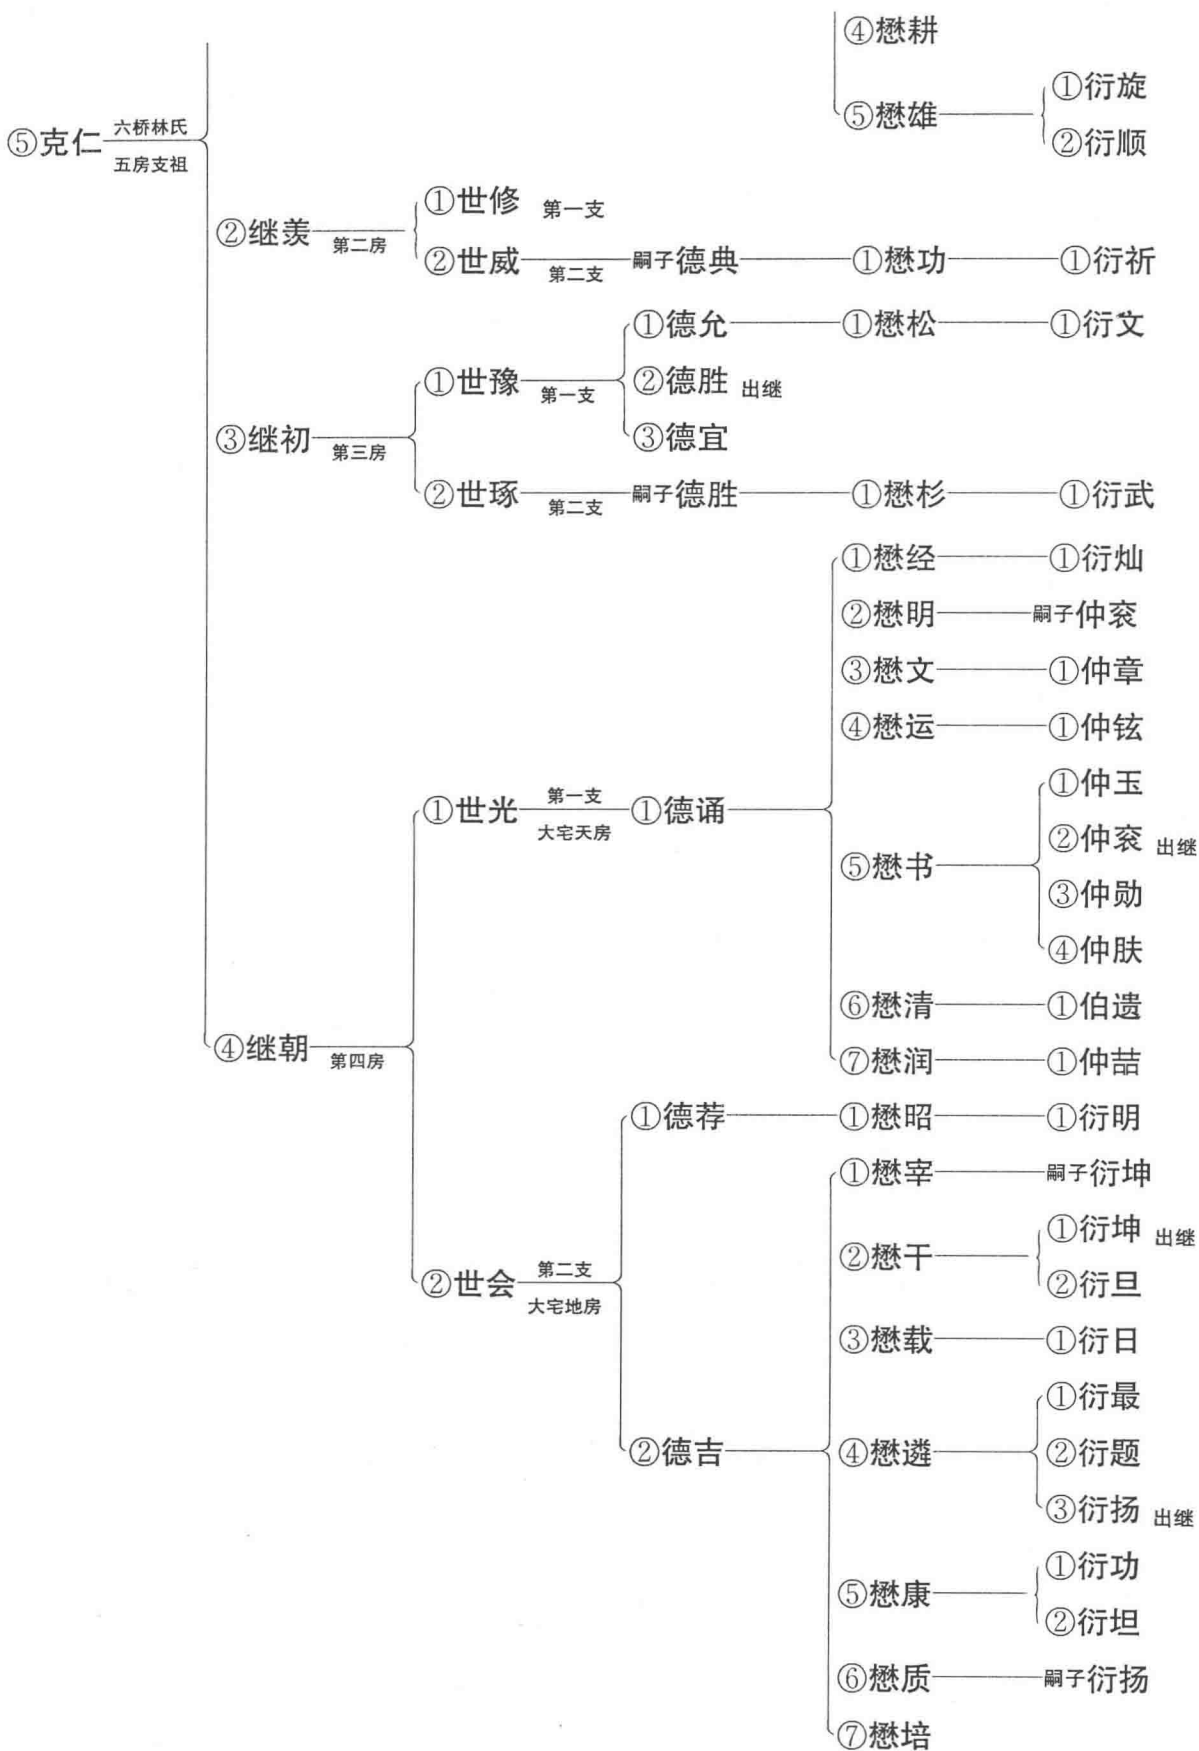 ④懋耕
⑤懋雄 ①衍旋
②衍顺
⑤克仁 六桥林氏 五房支祖
②继羡 第二房 ①世修 第一支
②世威 第二支 嗣子德典 ①懋功 ①衍祈
③继初 第三房 ①世豫 第一支 ①德允 ①懋松 ①衍文
②德胜 出继
③德宜
②世琢 第二支 嗣子德胜 ①懋杉 ①衍武
④继朝 第四房 ①世光 第一支 大宅天房 ①德诵 ①懋经 ①衍灿
②懋明 嗣子仲衮
③懋文 ①仲章
④懋运 ①仲铉
⑤懋书 ①仲玉
②仲衮 出继
③仲勋
④仲肤
⑥懋清 ①伯遗
⑦懋润 ①仲喆
②世会 第二支 大宅地房 ①德荐 ①懋昭 ①衍明
②德吉 ①懋宰 嗣子衍坤
②懋干 ①衍坤 出继
②衍旦
③懋载 ①衍日
④懋遴 ①衍最
②衍题
③衍扬 出继
⑤懋康 ①衍功
②衍坦
⑥懋质 嗣子衍扬
⑦懋培